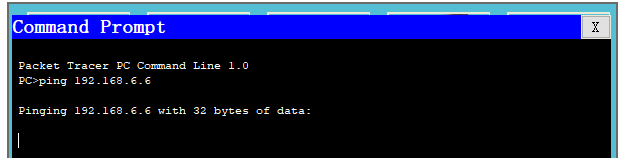 Command Prompt
X
Packet Tracer PC Command Line 1.0
PC>ping 192.168.6.6
Pinging 192.168.6.6 with 32 bytes of data: